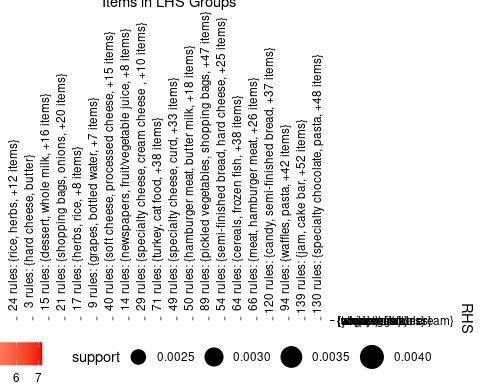 Items in LHS Groups
24 rules: {rice, herbs, +12 items}
3 rules: {hard cheese, butter}
15 rules: {dessert, whole milk, +16 items}
21 rules: {shopping bags, onions, +20 items}
17 rules: {herbs, rice, +8 items}
9 rules: {grapes, bottled water, +7 items}
40 rules: {soft cheese, processed cheese, +15 items}
14 rules: {newspapers, fruit/vegetable juice, +8 items}
29 rules: {specialty cheese, cream cheese , +10 items}
71 rules: {turkey, cat food, +38 items}
49 rules: {specialty cheese, curd, +33 items}
50 rules: {hamburger meat, butter milk, +18 items}
89 rules: {pickled vegetables, shopping bags, +47 items}
54 rules: {semi-finished bread, hard cheese, +25 items}
64 rules: {cereals, frozen fish, +38 items}
66 rules: {meat, hamburger meat, +26 items}
120 rules: {candy, semi-finished bread, +37 items}
94 rules: {waffles, pasta, +42 items}
139 rules: {jam, cake bar, +52 items}
130 rules: {specialty chocolate, pasta, +48 items}
RHS
6 7
support 0.0025 0.0030 0.0035 0.0040